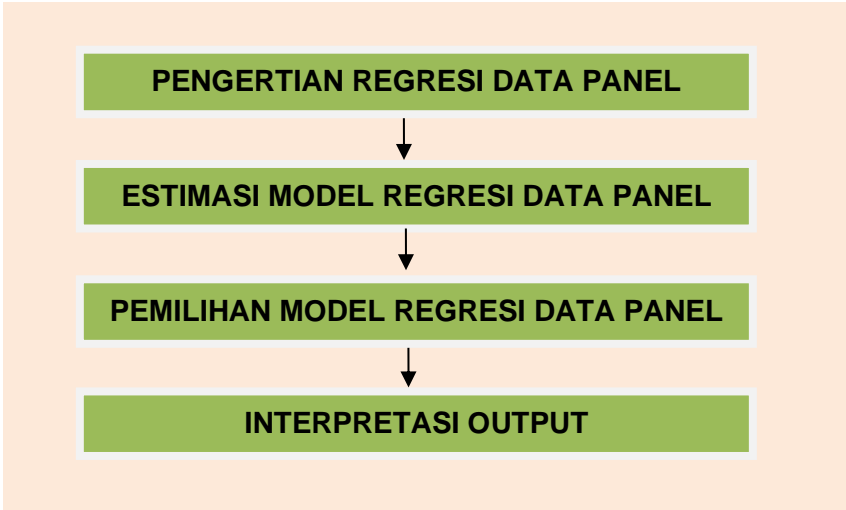 PENGERTIAN REGRESI DATA PANEL
ESTIMASI MODEL REGRESI DATA PANEL
PEMILIHAN MODEL REGRESI DATA PANEL
INTERPRETASI OUTPUT